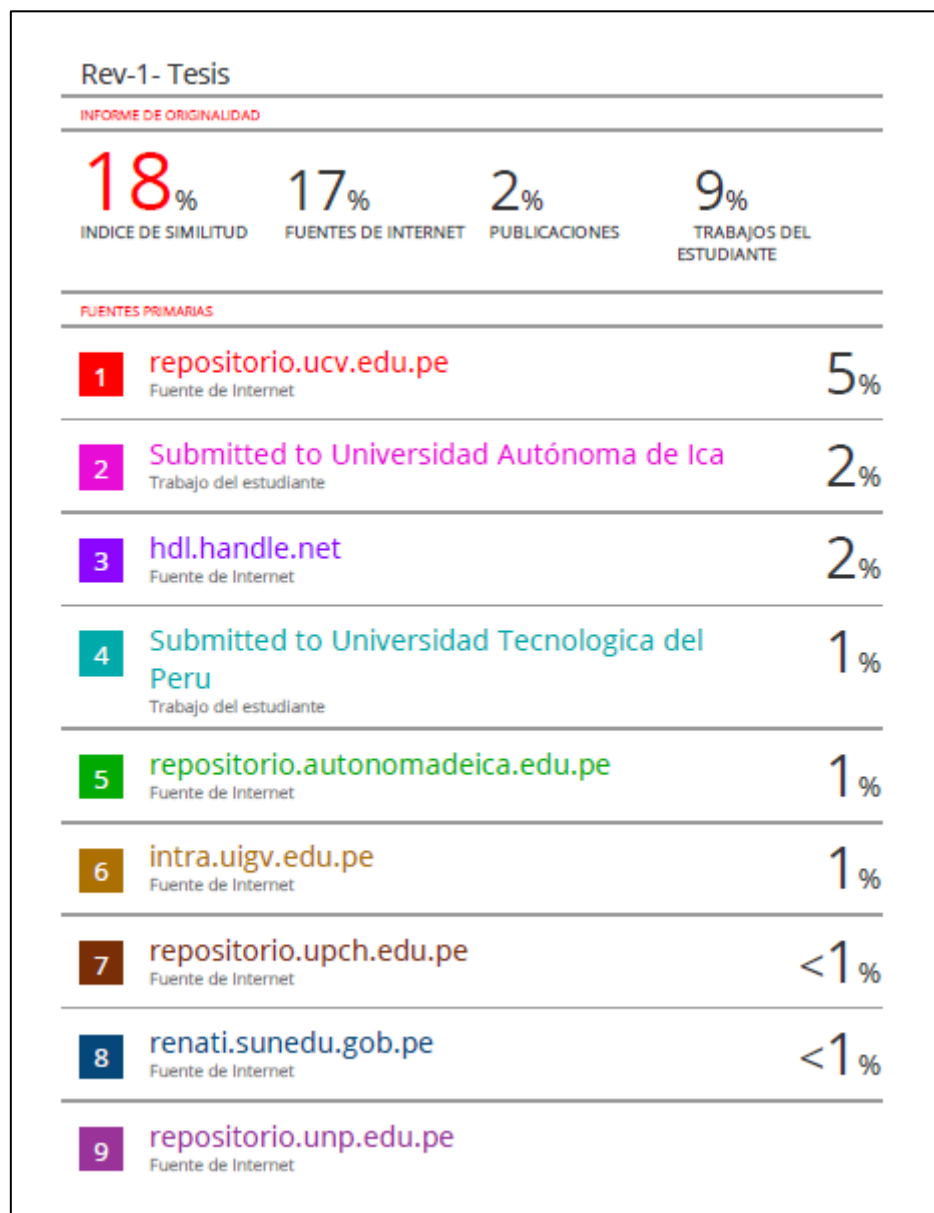 Rev-1- Tesis
INFORME DE ORIGINALIDAD
18% 17% 2% 9%
INDICE DE SIMILITUD FUENTES DE INTERNET PUBLICACIONES TRABAJOS DEL
ESTUDIANTE
FUENTES PRIMARIAS
1 repositorio.ucv.edu.pe 5%
Fuente de Internet
2 Submitted to Universidad Autónoma de Ica 2%
Trabajo del estudiante
3 hdl.handle.net 2%
Fuente de Internet
4 Submitted to Universidad Tecnologica del 1%
Peru
Trabajo del estudiante
5 repositorio.autonomadeica.edu.pe 1%
Fuente de Internet
6 intra.uigv.edu.pe 1%
Fuente de Internet
7 repositorio.upch.edu.pe <1%
Fuente de Internet
8 renati.sunedu.gob.pe <1%
Fuente de Internet
9 repositorio.unp.edu.pe
Fuente de Internet